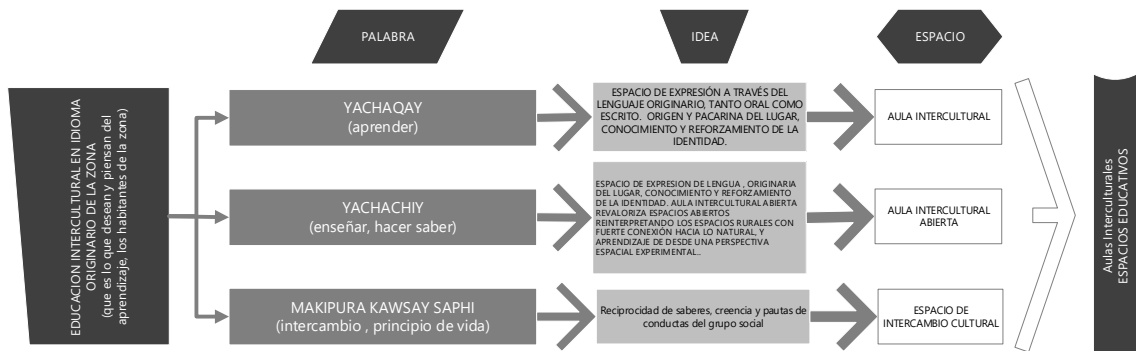 PALABRA
IDEA
ESPACIO
EDUCACION INTERCULTURAL EN IDIOMA
ORIGINARIO DE LA ZONA
(que es lo que desean y piensan del
aprendizaje, los habitantes de la zona)
YACHAQAY
(aprender)
ESPACIO DE EXPRESIÓN A TRAVÉS DEL
LENGUAJE ORIGINARIO, TANTO ORAL COMO
ESCRITO. ORIGEN Y PACARINA DEL LUGAR,
CONOCIMIENTO Y REFORZAMIENTO DE LA
IDENTIDAD.
AULA INTERCULTURAL
YACHACHIY
(enseñar, hacer saber)
ESPACIO DE EXPRESION DE LENGUA , ORIGINARIA
DEL LUGAR, CONOCIMIENTO Y REFORZAMIENTO
DE LA IDENTIDAD. AULA INTERCULTURAL ABIERTA
REVALORIZA ESPACIOS ABIERTOS
REINTERPRETANDO LOS ESPACIOS RURALES CON
FUERTE CONEXIÓN HACIA LO NATURAL, Y
APRENDIZAJE DE DESDE UNA PERSPECTIVA
ESPACIAL EXPERIMENTAL..
AULA INTERCULTURAL
ABIERTA
MAKIPURA KAWSAY SAPHI
(intercambio , principio de vida)
Reciprocidad de saberes, creencia y pautas de
conductas del grupo social
ESPACIO DE
INTERCAMBIO CULTURAL
Aulas Interculturales
ESPACIOS EDUCATIVOS